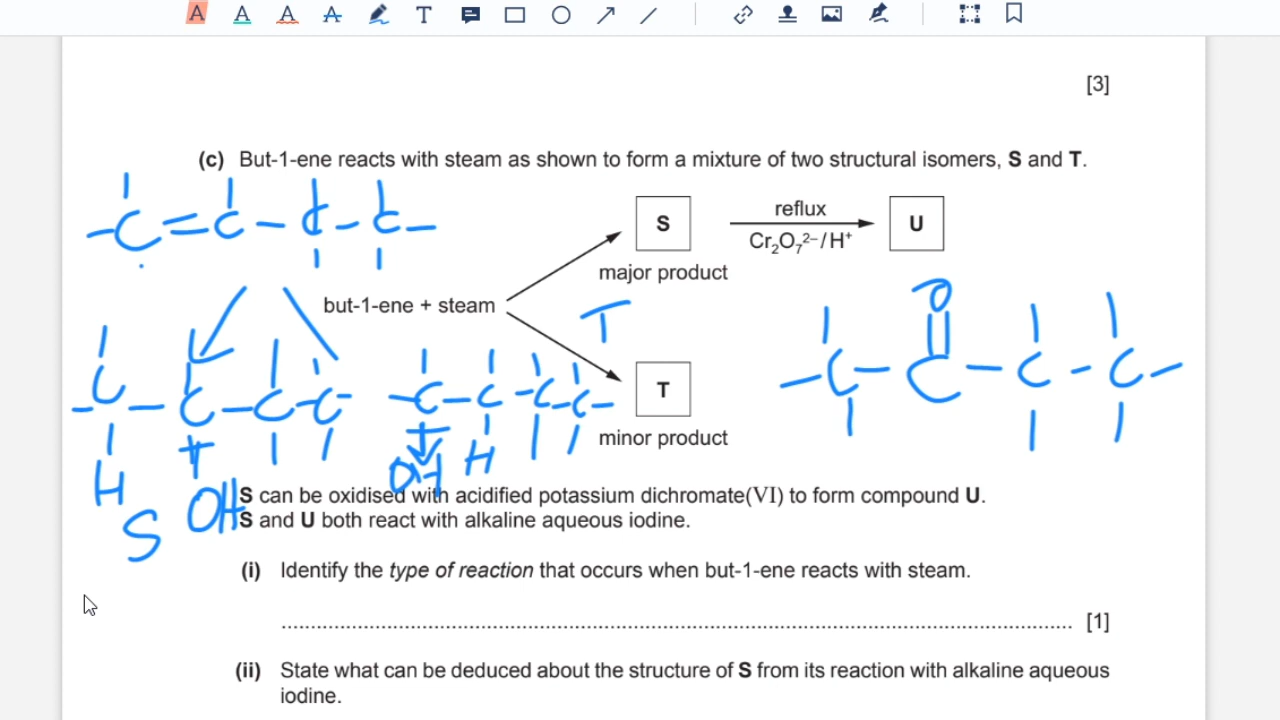 A A A A T
[3]
(c) But-1-ene reacts with steam as shown to form a mixture of two structural isomers, S and T.
C = C - C - C -
S
reflux
Cr₂O₇²⁻ / H⁺
U
major product
but-1-ene + steam
T
O
C - C - C - C
C - C - C - C
C - C - C - C
T
minor product
H
OH
OH H
S
S can be oxidised with acidified potassium dichromate(VI) to form compound U.
S and U both react with alkaline aqueous iodine.
(i) Identify the type of reaction that occurs when but-1-ene reacts with steam.
[1]
(ii) State what can be deduced about the structure of S from its reaction with alkaline aqueous
iodine.